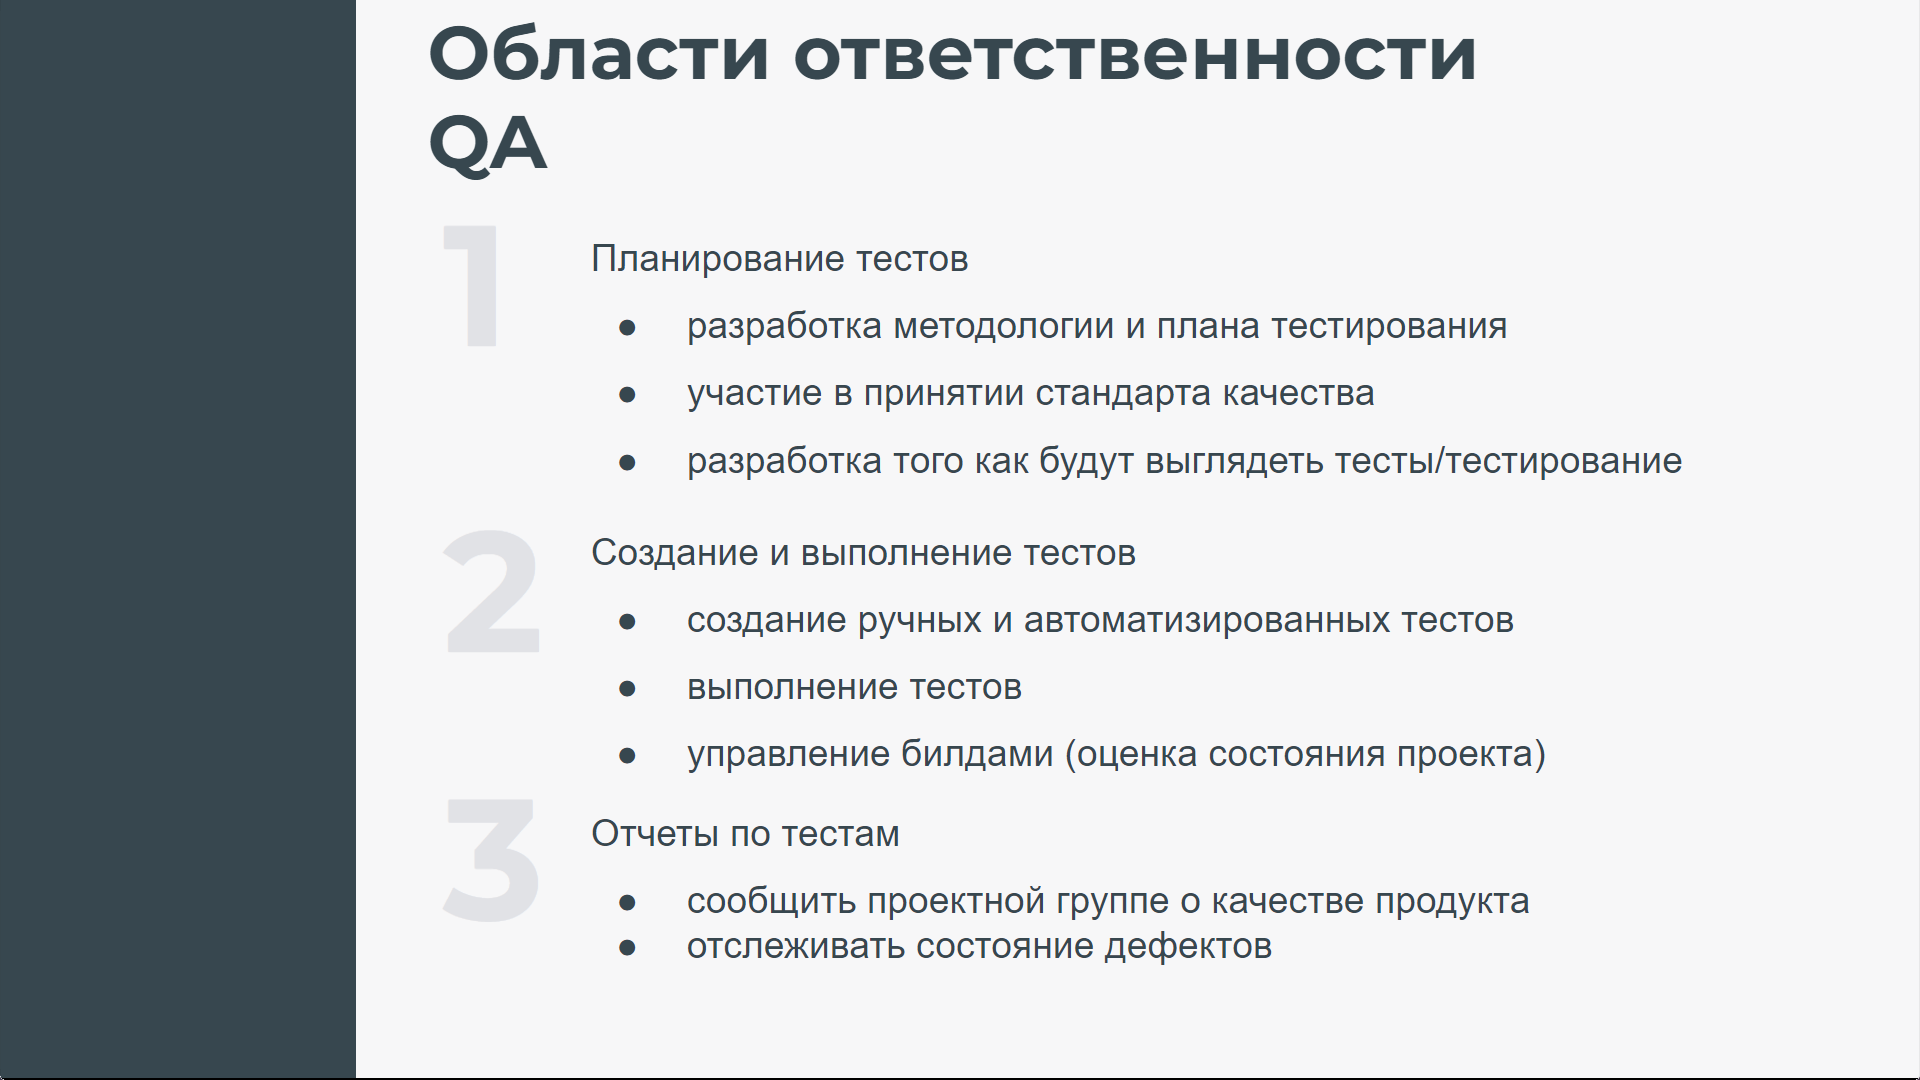 Области ответственности
QA
1
Планирование тестов
● разработка методологии и плана тестирования
● участие в принятии стандарта качества
● разработка того как будут выглядеть тесты/тестирование
2
Создание и выполнение тестов
● создание ручных и автоматизированных тестов
● выполнение тестов
● управление билдами (оценка состояния проекта)
3
Отчеты по тестам
● сообщить проектной группе о качестве продукта
● отслеживать состояние дефектов